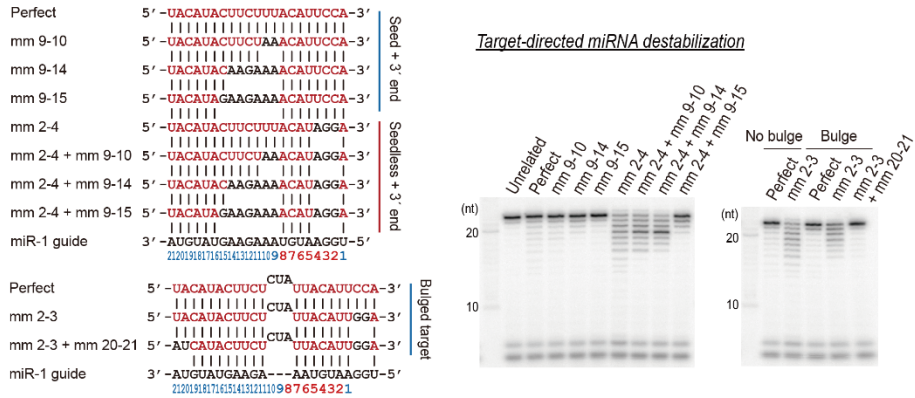 Perfect 5'-UACAUACUUCUUUACAUUCCA-3'
mm 9-10 5'-UACAUACUUCUAAACAUUCCA-3'
mm 9-14 5'-UACAUACAAGAAAACAUUCCA-3'
mm 9-15 5'-UACAUAGAAGAAAACAUUCCA-3'
Seed + 3' end
mm 2-4 5'-UACAUACUUCUUUACAUAGGA-3'
mm 2-4 + mm 9-10 5'-UACAUACUUCUAAACAUAGGA-3'
mm 2-4 + mm 9-14 5'-UACAUACAAGAAAACAUAGGA-3'
mm 2-4 + mm 9-15 5'-UACAUAGAAGAAAACAUAGGA-3'
Seedless + 3' end
miR-1 guide 3'-AUGUAUGAAGAAAUGUAAGGU-5'
212019181716151413121110987654321
Perfect 5'-UACAUACUUCU CUA UUACAUUCCA-3'
mm 2-3 5'-UACAUACUUCU CUA UUACAUUGGA-3'
mm 2-3 + mm 20-21 5'-AUCAUACUUCU CUA UUACAUUGGA-3'
Bulged target
miR-1 guide 3'-AUGUAUGAAGA---AAUGUAAGGU-5'
212019181716151413121110987654321
Target-directed miRNA destabilization
Unrelated
Perfect
mm 9-10
mm 9-14
mm 9-15
mm 2-4
mm 2-4 + mm 9-10
mm 2-4 + mm 9-14
mm 2-4 + mm 9-15
(nt)
20
10
No bulge Bulge
Perfect
mm 2-3
Perfect
mm 2-3
mm 2-3
+ mm 20-21
(nt)
20
10